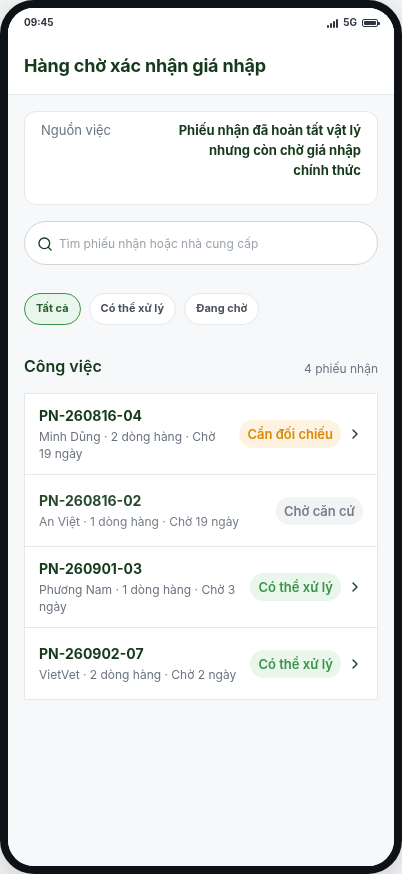 09:45
5G
Hàng chờ xác nhận giá nhập
Nguồn việc
Phiếu nhận đã hoàn tất vật lý
nhưng còn chờ giá nhập
chính thức
Tìm phiếu nhận hoặc nhà cung cấp
Tất cả
Có thể xử lý
Đang chờ
Công việc
4 phiếu nhận
PN-260816-04
Minh Dũng · 2 dòng hàng · Chờ
19 ngày
Cần đối chiếu
PN-260816-02
An Việt · 1 dòng hàng · Chờ 19 ngày
Chờ căn cứ
PN-260901-03
Phương Nam · 1 dòng hàng · Chờ 3
ngày
Có thể xử lý
PN-260902-07
VietVet · 2 dòng hàng · Chờ 2 ngày
Có thể xử lý